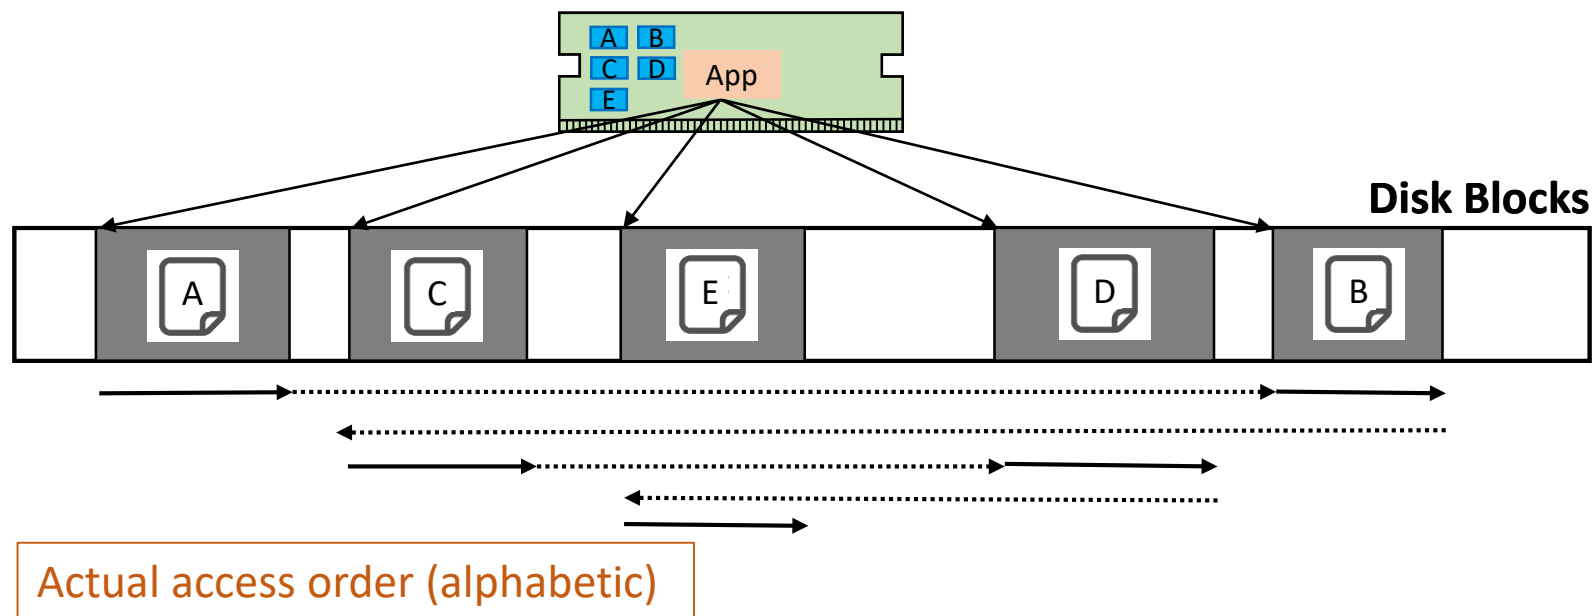 A B
C D
App
E
Disk Blocks
A C E D B
Actual access order (alphabetic)